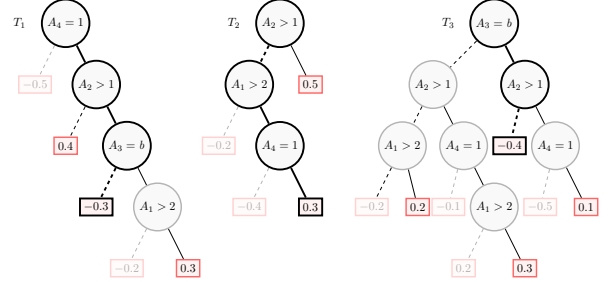 T₁ A₄ = 1 T₂ A₂ > 1 T₃ A₃ = b
−0.5 A₂ > 1 A₁ > 2 0.5 A₂ > 1 A₂ > 1
0.4 A₃ = b −0.2 A₄ = 1 A₁ > 2 A₄ = 1 −0.4 A₄ = 1
−0.3 A₁ > 2 −0.4 0.3 −0.2 0.2 −0.1 A₁ > 2 −0.5 0.1
−0.2 0.3 0.2 0.3